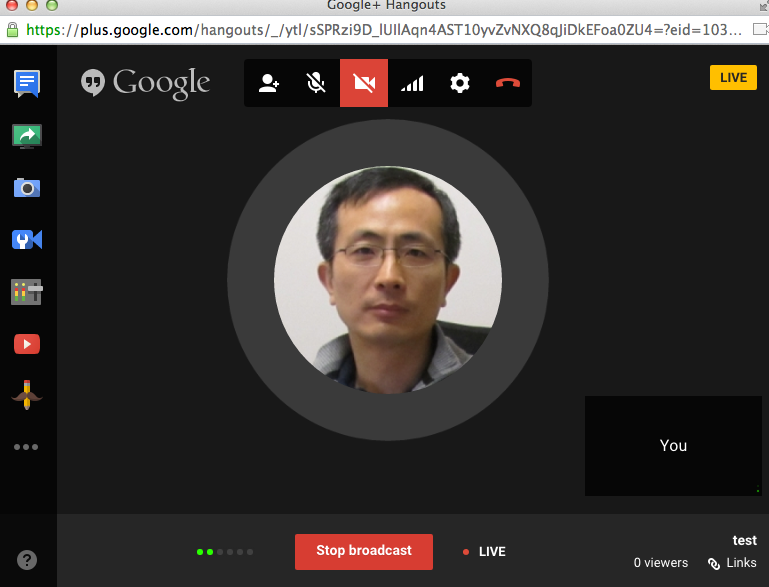 Google+ Hangouts
https://plus.google.com/hangouts/_/ytl/sSPRzi9D_lUIlAqn4AST10yvZvNXQ8qJiDkEFoa0ZU4=?eid=103...
Google
LIVE
You
Stop broadcast
LIVE
test
0 viewers
Links
?